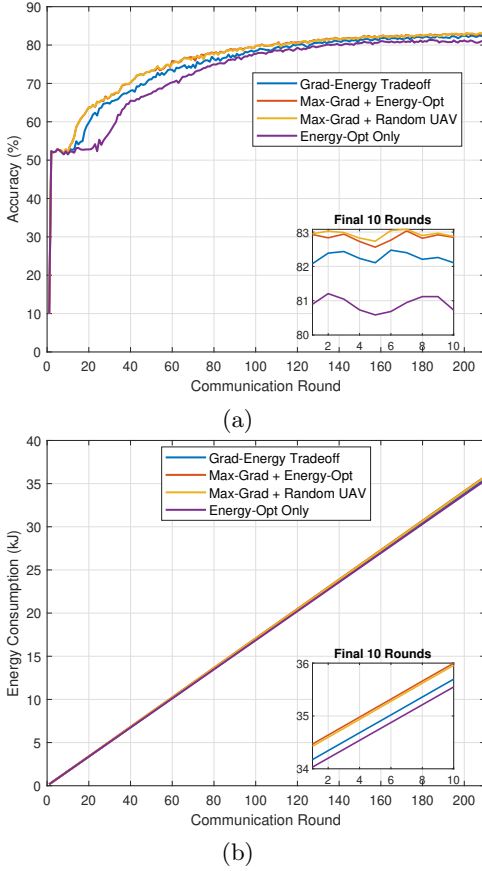 90
80
70
60
50
40
30
20
10
0
Accuracy (%)
Grad-Energy Tradeoff
Max-Grad + Energy-Opt
Max-Grad + Random UAV
Energy-Opt Only
Final 10 Rounds
83
82
81
80
2 4 6 8 10
0 20 40 60 80 100 120 140 160 180 200
Communication Round
(a)
40
35
30
25
20
15
10
5
0
Energy Consumption (kJ)
Grad-Energy Tradeoff
Max-Grad + Energy-Opt
Max-Grad + Random UAV
Energy-Opt Only
Final 10 Rounds
36
35
34
2 4 6 8 10
0 20 40 60 80 100 120 140 160 180 200
Communication Round
(b)